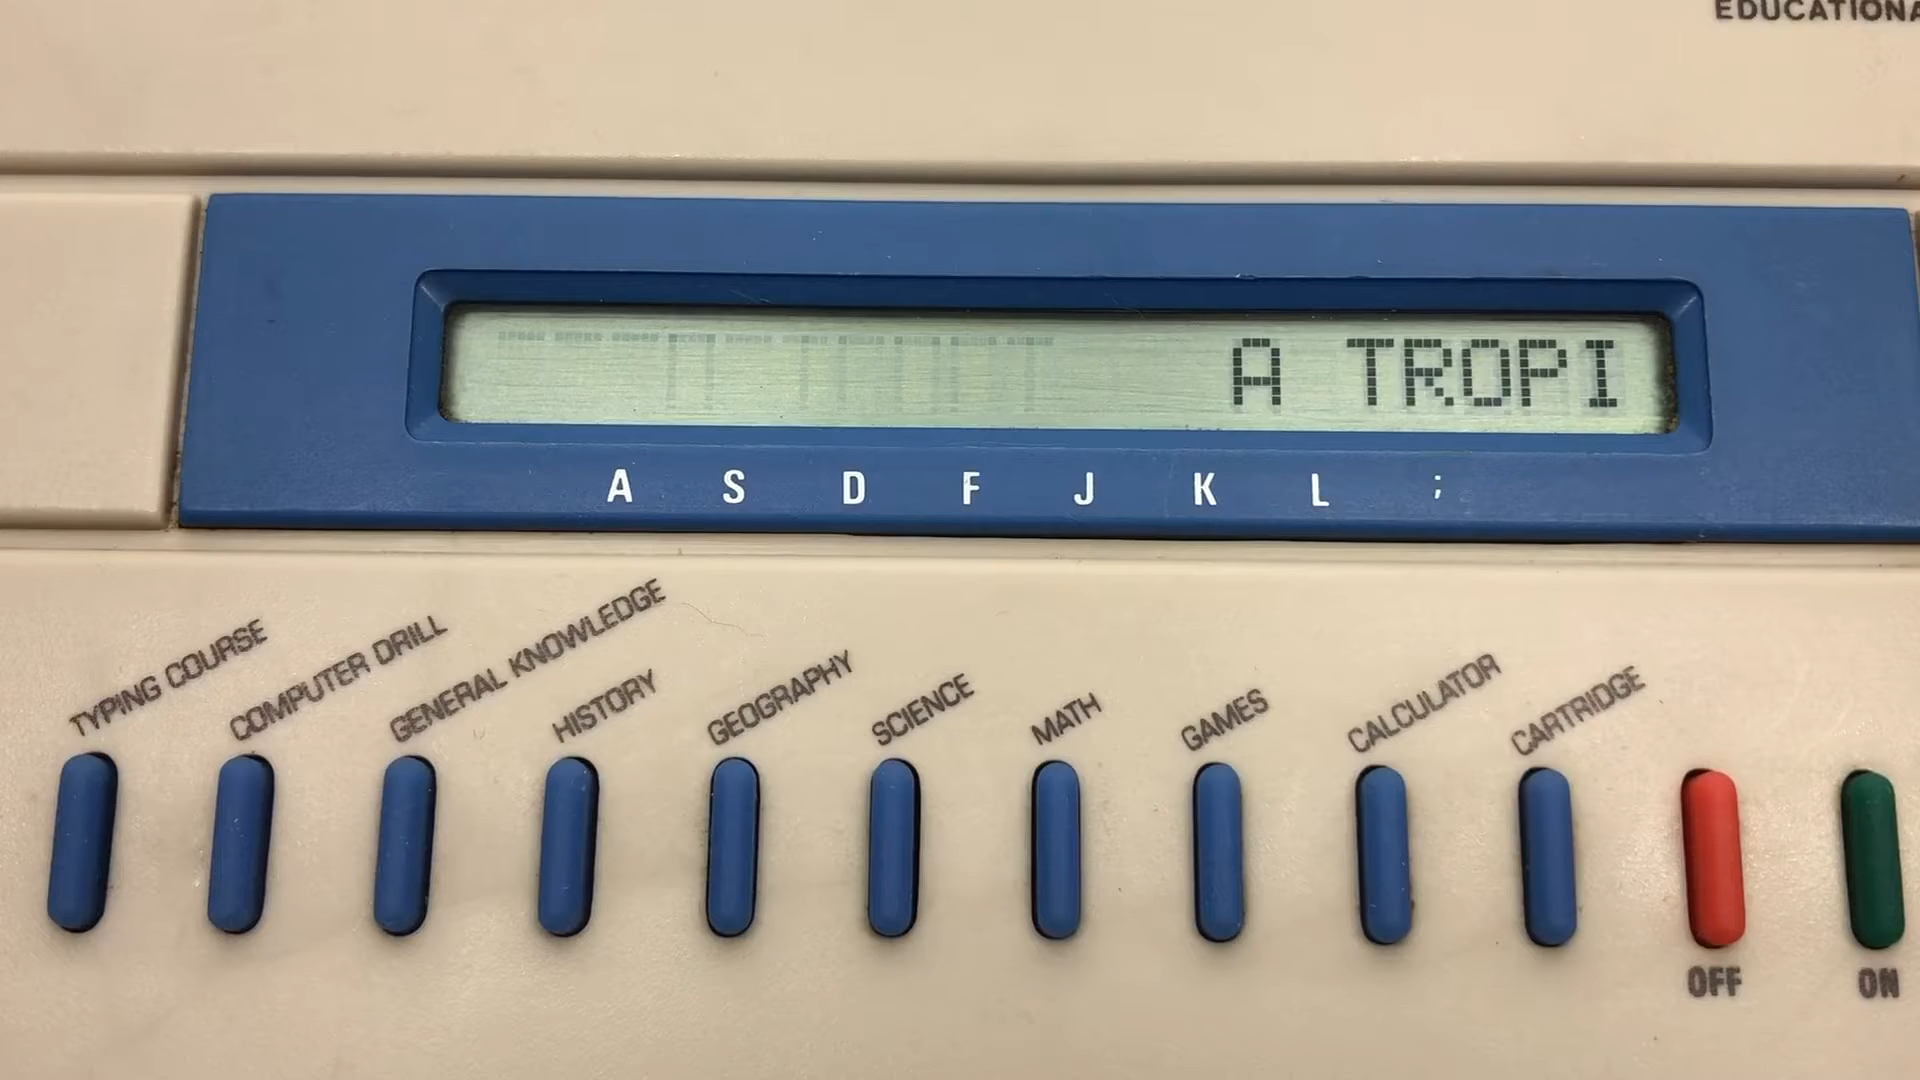 EDUCATIONA
A TROPI
A S D F J K L ;
TYPING COURSE
COMPUTER DRILL
GENERAL KNOWLEDGE
HISTORY
GEOGRAPHY
SCIENCE
MATH
GAMES
CALCULATOR
CARTRIDGE
OFF
ON